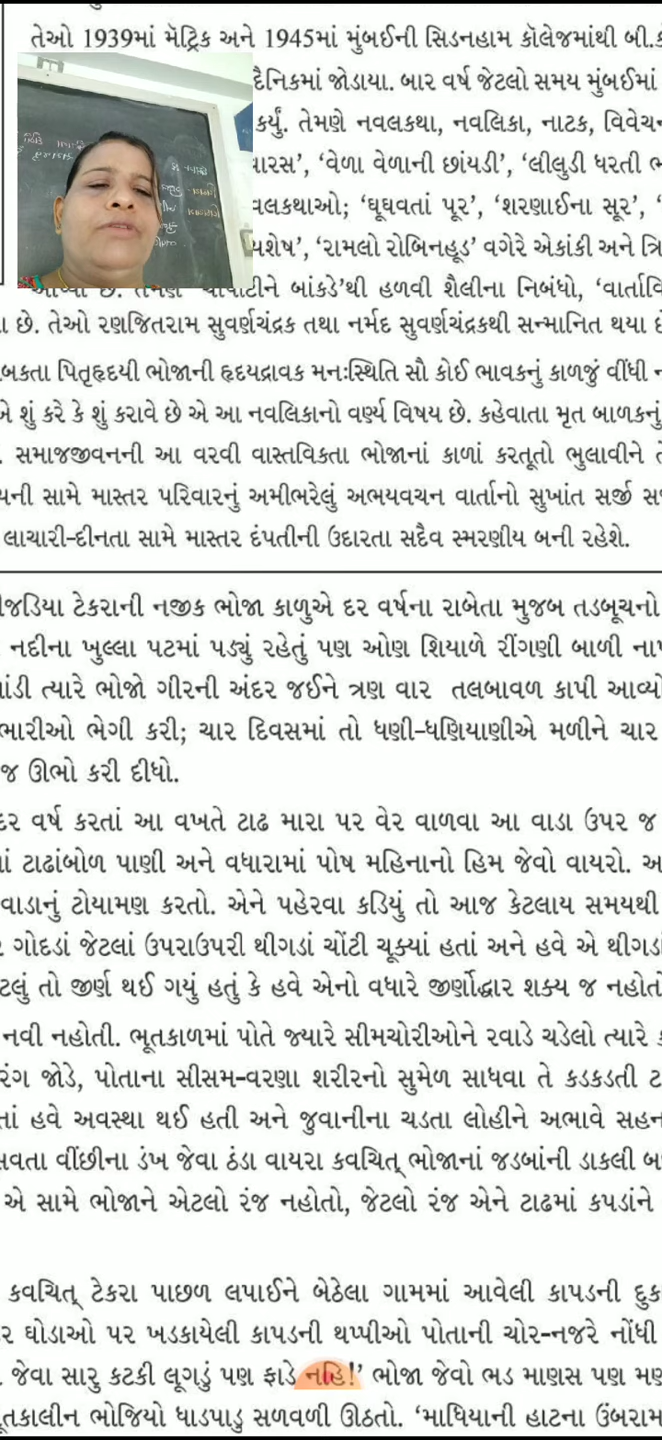 તેઓ 1939માં મૅટ્રિક અને 1945માં મુંબઈની સિડનહામ કૉલેજમાંથી બી.કૉ
દૈનિકમાં જોડાયા. બાર વર્ષ જેટલો સમય મુંબઈમાં
કર્યું. તેમણે નવલકથા, નવલિકા, નાટક, વિવેચન
વારસ', 'વેળા વેળાની છાંયડી', 'લીલુડી ધરતી ભ
વલકથાઓ; 'ઘૂઘવતાં પૂર', 'શરણાઈના સૂર', '
યશેષ', 'રામલો રોબિનહૂડ' વગેરે એકાંકી અને ત્રિ
આપ્યાં છે. તેમણે 'ચોપાટીને બાંકડે'થી હળવી શૈલીના નિબંધો, 'વાર્તાવિ
ા છે. તેઓ રણજિતરામ સુવર્ણચંદ્રક તથા નર્મદ સુવર્ણચંદ્રકથી સન્માનિત થયા છે
બકતા પિતૃહૃદયી ભોજાની હૃદયદ્રાવક મનઃસ્થિતિ સૌ કોઈ ભાવકનું કાળજું વીંધી ન
એ શું કરે કે શું કરાવે છે એ આ નવલિકાનો વર્ણ્ય વિષય છે. કહેવાતા મૃત બાળકનું
. સમાજજીવનની આ વરવી વાસ્તવિકતા ભોજાનાં કાળાં કરતૂતો ભુલાવીને તે
યની સામે માસ્તર પરિવારનું અમીભરેલું અભયવચન વાર્તાનો સુખાંત સર્જી સ
લાચારી-દીનતા સામે માસ્તર દંપતીની ઉદારતા સદૈવ સ્મરણીય બની રહેશે.
ીજડિયા ટેકરાની નજીક ભોજા કાળુએ દર વર્ષના રાબેતા મુજબ તડબૂચનો
નદીના ખુલ્લા પટમાં પડ્યું રહેતું પણ ઓણ શિયાળે રીંગણી બાળી ના
ાંડી ત્યારે ભોજો ગીરની અંદર જઈને ત્રણ વાર તલબાવળ કાપી આવ્યો
ભારીઓ ભેગી કરી; ચાર દિવસમાં તો ધણી-ધણિયાણીએ મળીને ચાર
જ ઊભો કરી દીધો.
દર વર્ષ કરતાં આ વખતે ટાઢ મારા પર વેર વાળવા આ વાડા ઉપર જ
ાં ટાઢાંબોળ પાણી અને વધારામાં પોષ મહિનાનો હિમ જેવો વાયરો. અ
વાડાનું ટોયામણ કરતો. એને પહેરવા કડિયું તો આજ કેટલાય સમયથી
ર ગોદડાં જેટલાં ઉપરાઉપરી થીગડાં ચોંટી ચૂક્યાં હતાં અને હવે એ થીગડાં
ટલું તો જીર્ણ થઈ ગયું હતું કે હવે એનો વધારે જીર્ણોદ્ધાર શક્ય જ નહોતો
નવી નહોતી. ભૂતકાળમાં પોતે જ્યારે સીમચોરીઓને રવાડે ચડેલો ત્યારે ક
રંગ જોડે, પોતાના સીસમ-વરણા શરીરનો સુમેળ સાધવા તે કડકડતી ટ
તાં હવે અવસ્થા થઈ હતી અને જુવાનીના ચડતા લોહીને અભાવે સહન
સવતા વીંછીના ડંખ જેવા ઠંડા વાયરા કવચિત્ ભોજાનાં જડબાંની ડાકલી બ
એ સામે ભોજાને એટલો રંજ નહોતો, જેટલો રંજ એને ટાઢમાં કપડાંને
કવચિત્ ટેકરા પાછળ લપાઈને બેઠેલા ગામમાં આવેલી કાપડની દુક
ર ઘોડાઓ પર ખડકાયેલી કાપડની થપ્પીઓ પોતાની ચોર-નજરે નોંધી
જેવા સારુ કટકી લૂગડું પણ ફાડે નહિ!' ભોજા જેવો ભડ માણસ પણ મણ
તકાલીન ભોજિયો ધાડપાડુ સળવળી ઊઠતો. 'માધિયાની હાટના ઉંબરામ